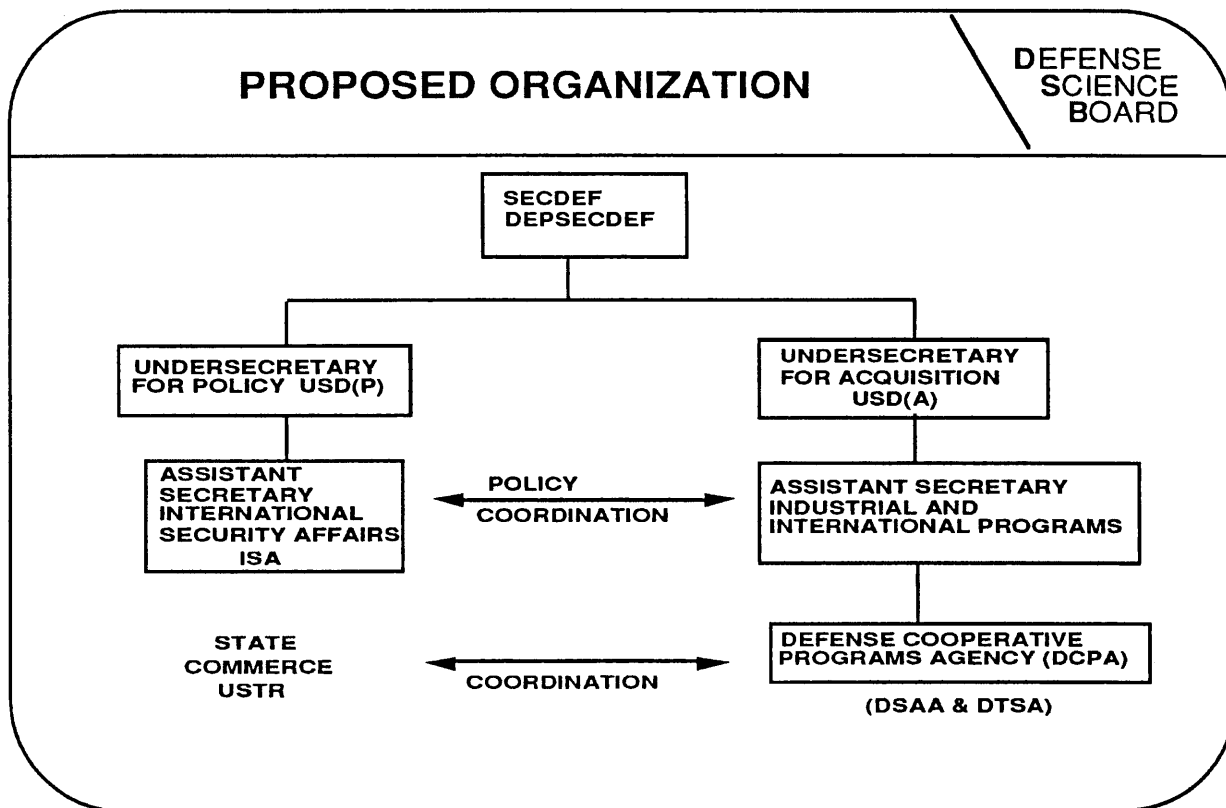 PROPOSED ORGANIZATION
DEFENSE
SCIENCE
BOARD
SECDEF
DEPSECDEF
UNDERSECRETARY
FOR POLICY USD(P)
UNDERSECRETARY
FOR ACQUISITION
USD(A)
ASSISTANT
SECRETARY
INTERNATIONAL
SECURITY AFFAIRS
ISA
POLICY
COORDINATION
ASSISTANT SECRETARY
INDUSTRIAL AND
INTERNATIONAL PROGRAMS
STATE
COMMERCE
USTR
COORDINATION
DEFENSE COOPERATIVE
PROGRAMS AGENCY (DCPA)
(DSAA & DTSA)